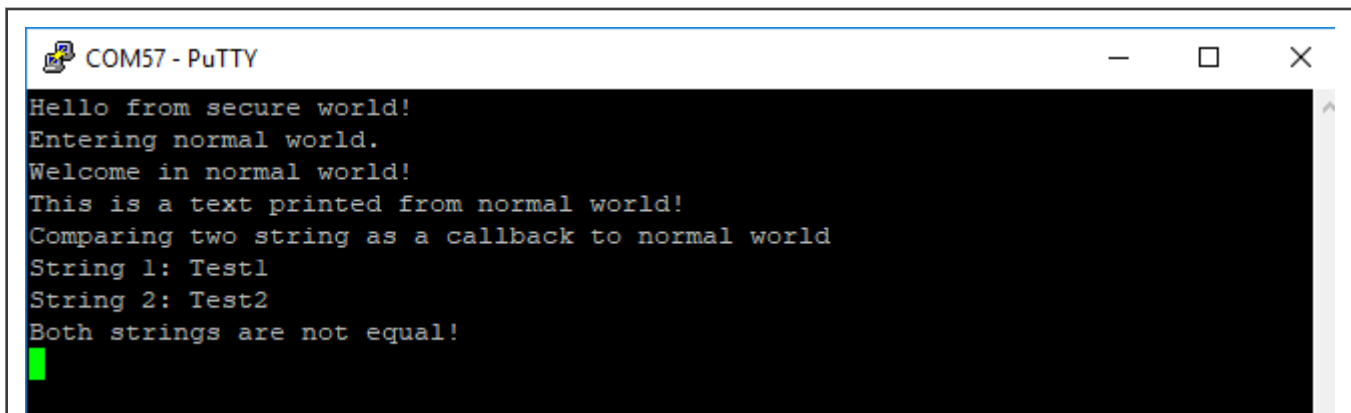 COM57 - PuTTY
Hello from secure world!
Entering normal world.
Welcome in normal world!
This is a text printed from normal world!
Comparing two string as a callback to normal world
String 1: Test1
String 2: Test2
Both strings are not equal!